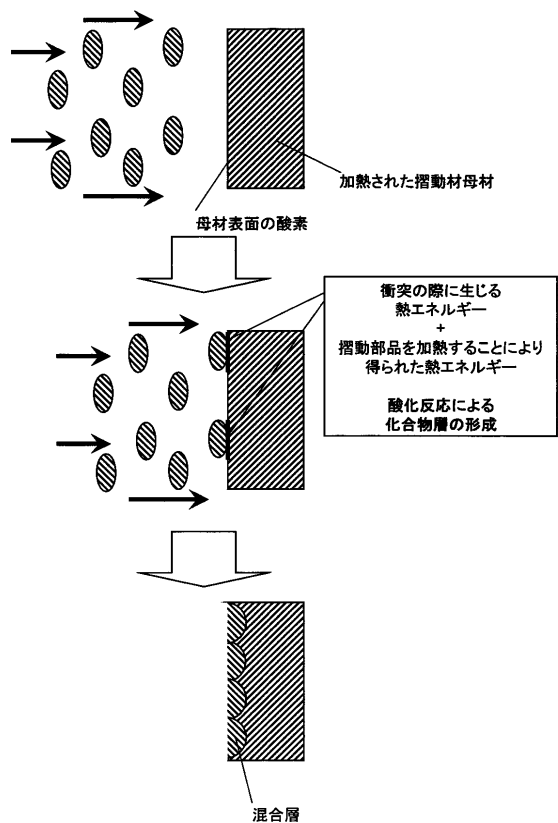 加熱された摺動材母材
母材表面の酸素
衝突の際に生じる
熱エネルギー
+
摺動部品を加熱することにより
得られた熱エネルギー
酸化反応による
化合物層の形成
混合層